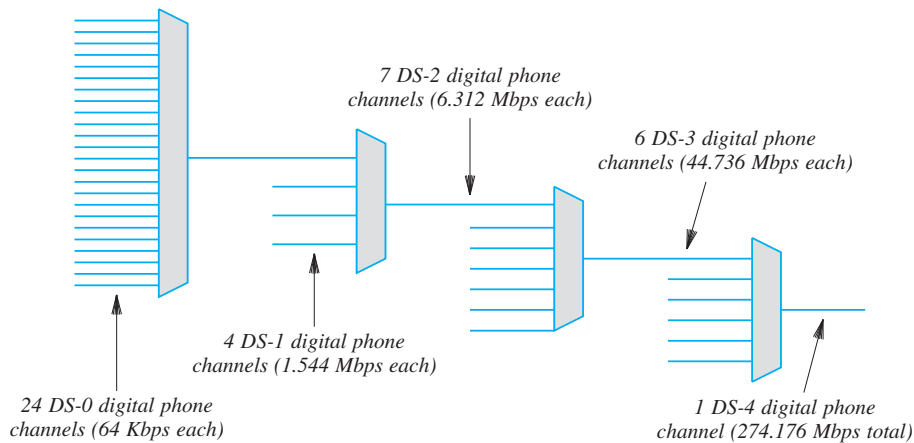 7 DS-2 digital phone
channels (6.312 Mbps each)
6 DS-3 digital phone
channels (44.736 Mbps each)
4 DS-1 digital phone
channels (1.544 Mbps each)
24 DS-0 digital phone
channels (64 Kbps each)
1 DS-4 digital phone
channel (274.176 Mbps total)